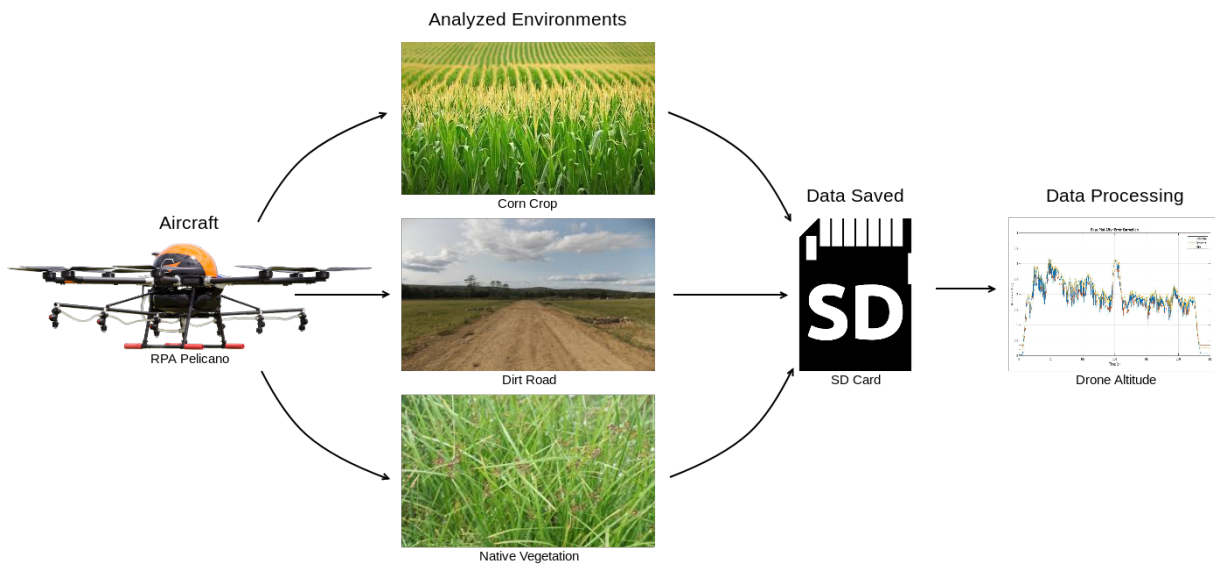 Analyzed Environments
Corn Crop
Aircraft
RPA Pelicano
Dirt Road
Native Vegetation
Data Saved
SD
SD Card
Data Processing
Drone Altitude